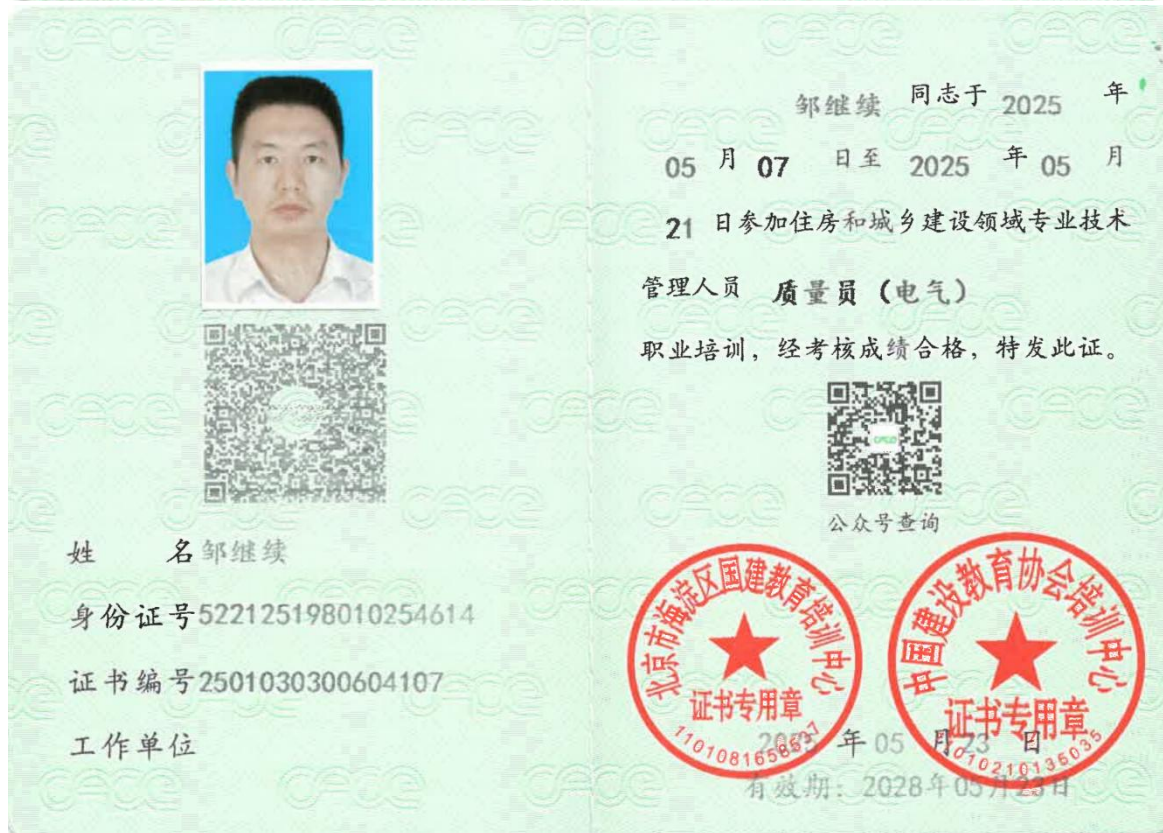 姓 名 邹继续
身份证号 522125198010254614
证书编号 2501030300604107
工作单位
邹继续 同志于 2025 年
05 月 07 日至 2025 年 05 月
21 日参加住房和城乡建设领域专业技术
管理人员 质量员（电气）
职业培训，经考核成绩合格，特发此证。
公众号查询
北京市海淀区国建教育培训中心
证书专用章
中国建设教育协会培训中心
证书专用章
2025 年 05 月 23 日
有效期：2028年05月23日
cece